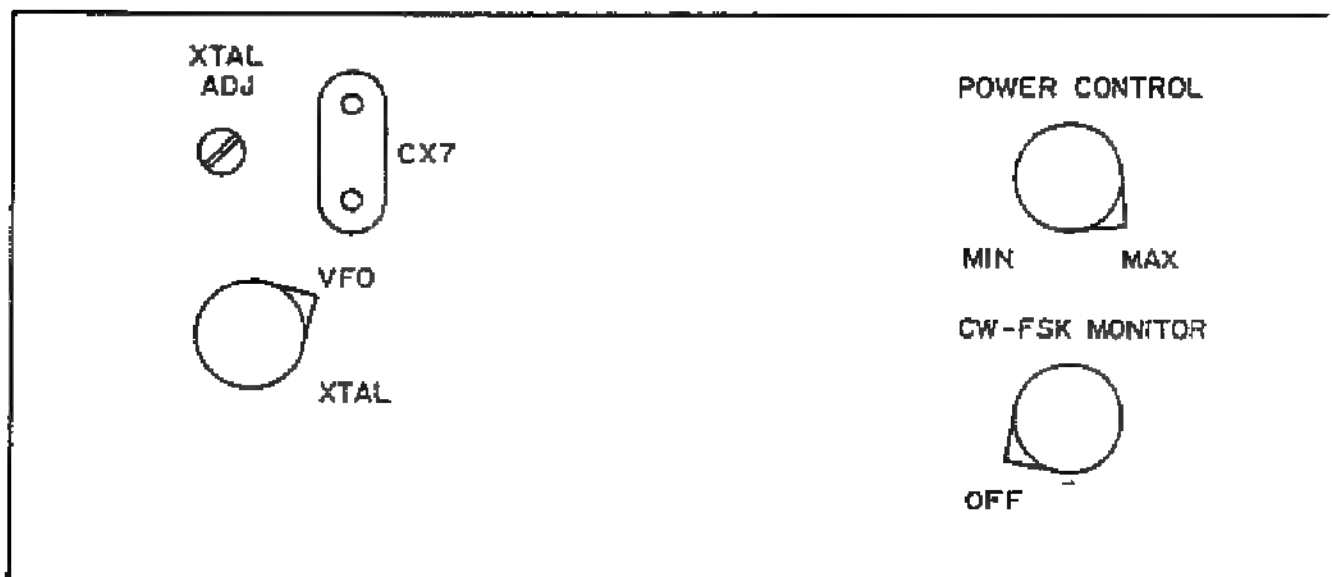 XTAL
ADJ
CX7
VFO
XTAL
POWER CONTROL
MIN MAX
CW-FSK MONITOR
OFF